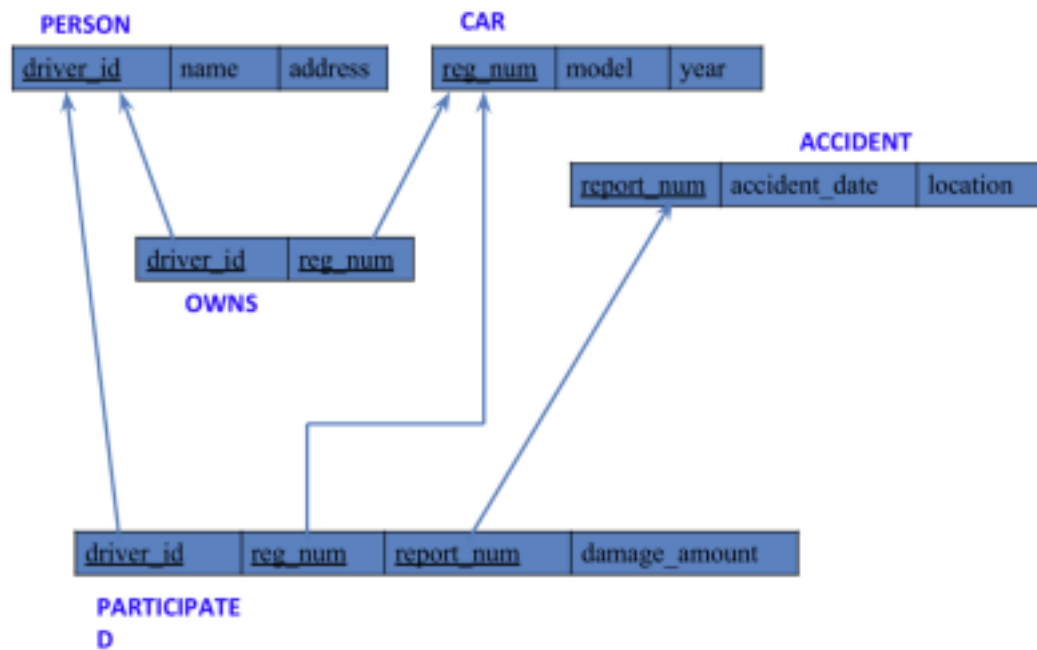 PERSON
CAR
driver_id name address
reg_num model year
ACCIDENT
report_num accident_date location
driver_id reg_num
OWNS
driver_id reg_num report_num damage_amount
PARTICIPATE
D